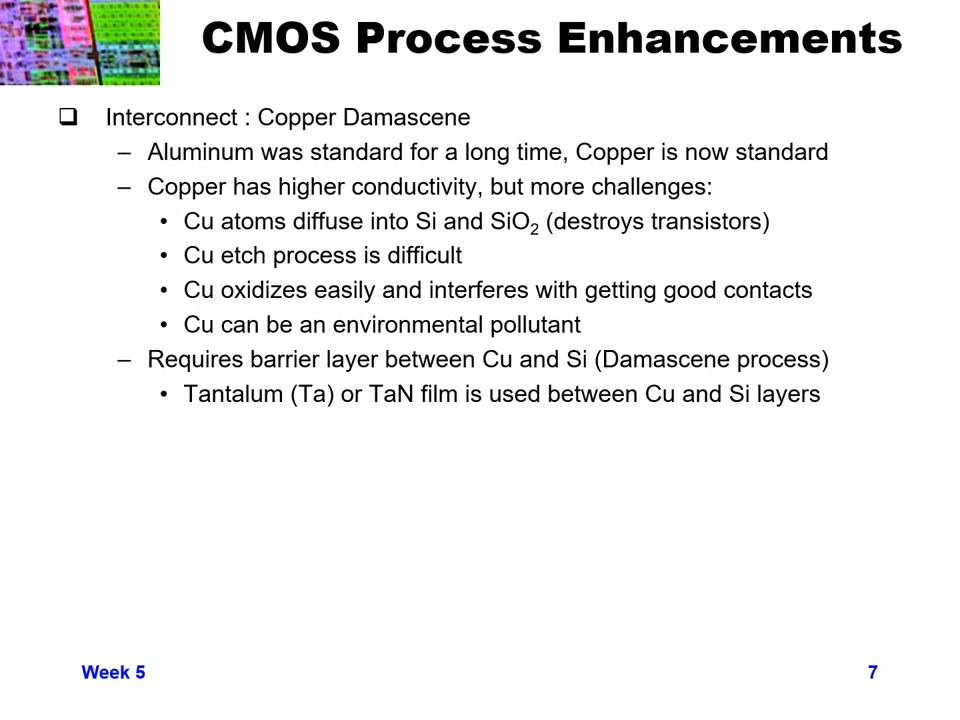 CMOS Process Enhancements
❑ Interconnect : Copper Damascene
– Aluminum was standard for a long time, Copper is now standard
– Copper has higher conductivity, but more challenges:
• Cu atoms diffuse into Si and SiO₂ (destroys transistors)
• Cu etch process is difficult
• Cu oxidizes easily and interferes with getting good contacts
• Cu can be an environmental pollutant
– Requires barrier layer between Cu and Si (Damascene process)
• Tantalum (Ta) or TaN film is used between Cu and Si layers
Week 5
7